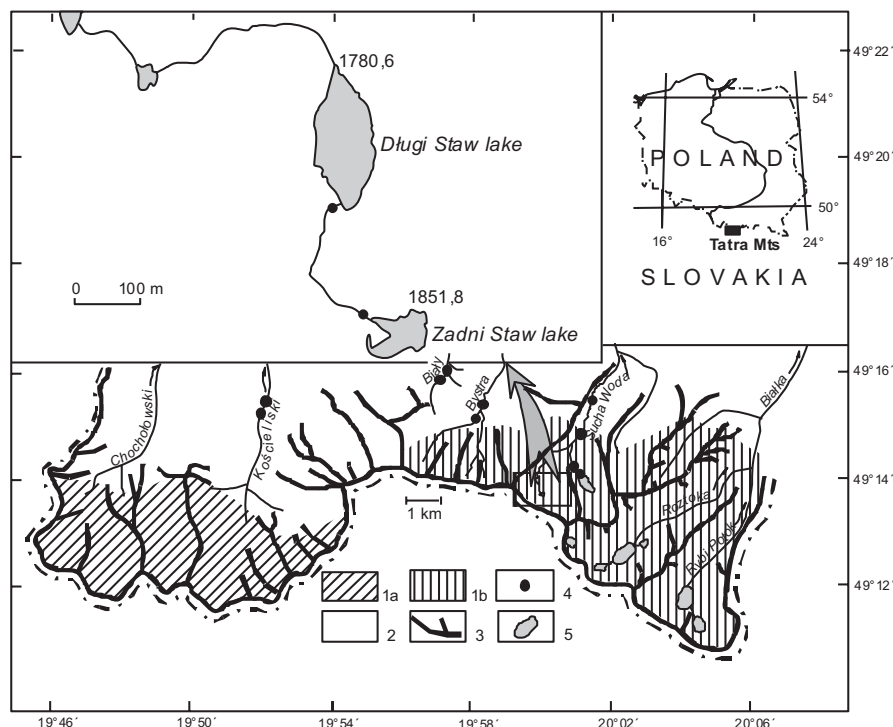 1780,6
Długi Staw lake
0 100 m
1851,8
Zadni Staw lake
54°
POLAND
50°
16° 24°
Tatra Mts
SLOVAKIA
49°22'
49°20'
49°18'
49°16'
49°14'
49°12'
Chochołowski
Kościeliski
Biały
Bystra
Sucha Woda
Białka
Roztoka
Rybi Potok
1 km
1a 1b 4
2 3 5
19°46' 19°50' 19°54' 19°58' 20°02' 20°06'